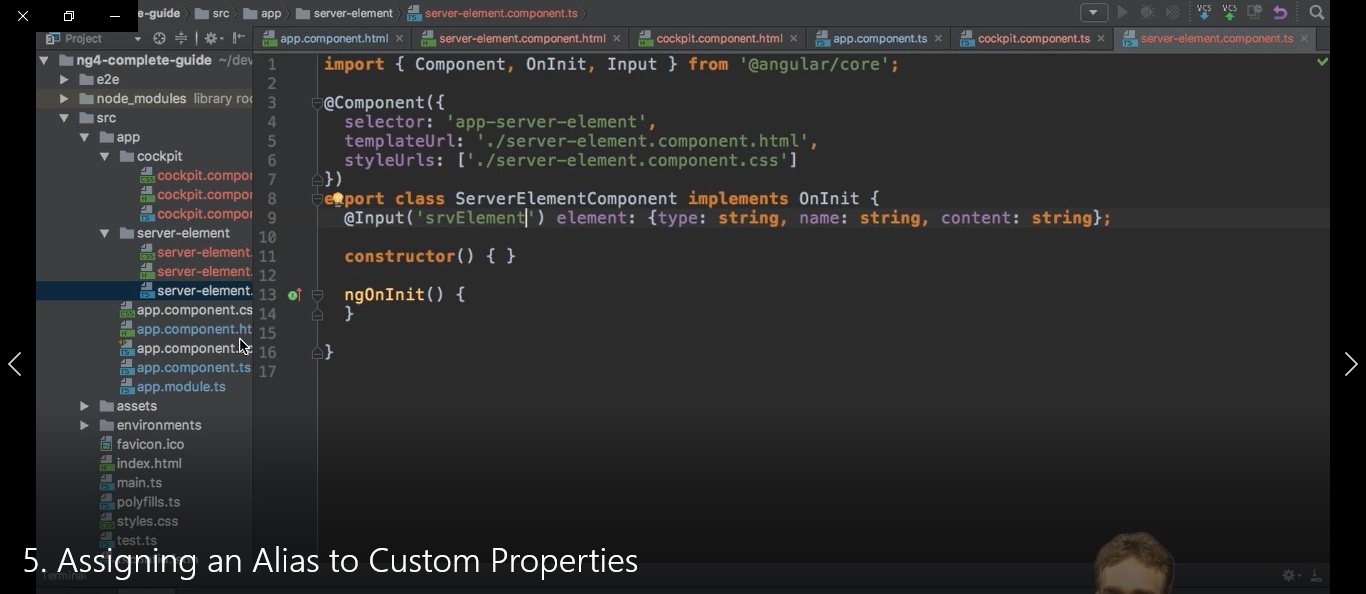 e-guide src app server-element server-element.component.ts
Project
app.component.html server-element.component.html cockpit.component.html app.component.ts cockpit.component.ts server-element.component.ts
VCS VCS
ng4-complete-guide ~/dev
e2e
node_modules library roo
src
app
cockpit
cockpit.compor
cockpit.compor
cockpit.compor
server-element
server-element.
server-element.
server-element.
app.component.cs
app.component.ht
app.component.
app.component.ts
app.module.ts
assets
environments
favicon.ico
index.html
main.ts
polyfills.ts
styles.css
test.ts
1 import { Component, OnInit, Input } from '@angular/core';
2
3 @Component({
4 selector: 'app-server-element',
5 templateUrl: './server-element.component.html',
6 styleUrls: ['./server-element.component.css']
7 })
8 export class ServerElementComponent implements OnInit {
9 @Input('srvElement') element: {type: string, name: string, content: string};
10
11 constructor() { }
12
13 ngOnInit() {
14 }
15
16 }
17
5. Assigning an Alias to Custom Properties
Terminal